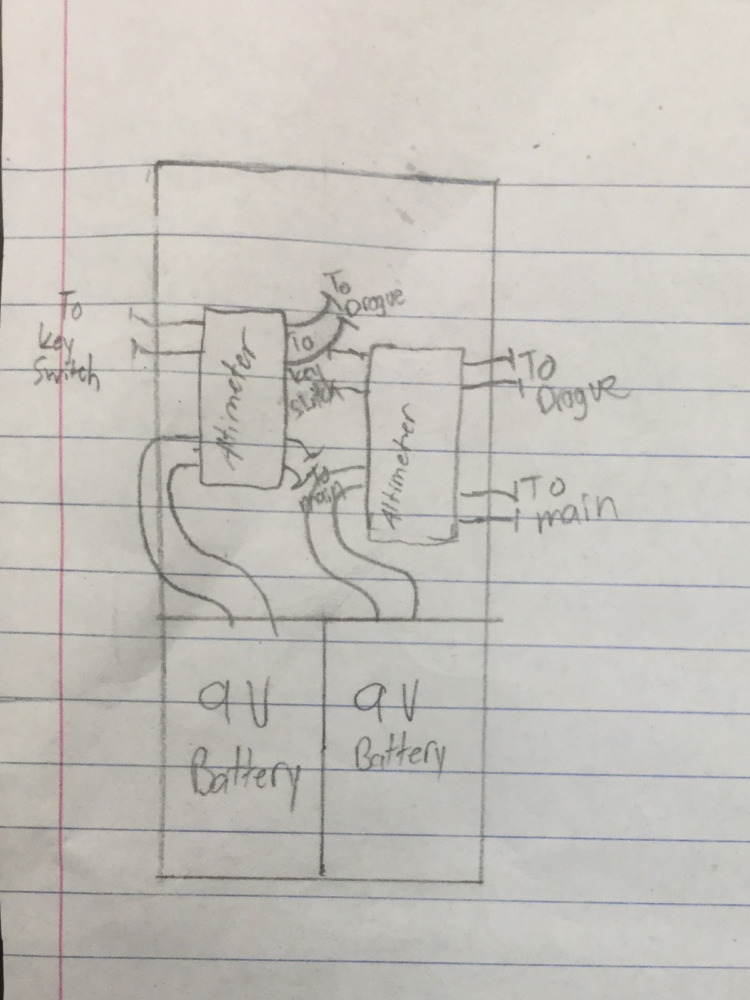 To
Key
Switch
Altimeter
To
Drogue
To
Key
Switch
To
main
Altimeter
To
Drogue
To
main
9V
Battery
9V
Battery